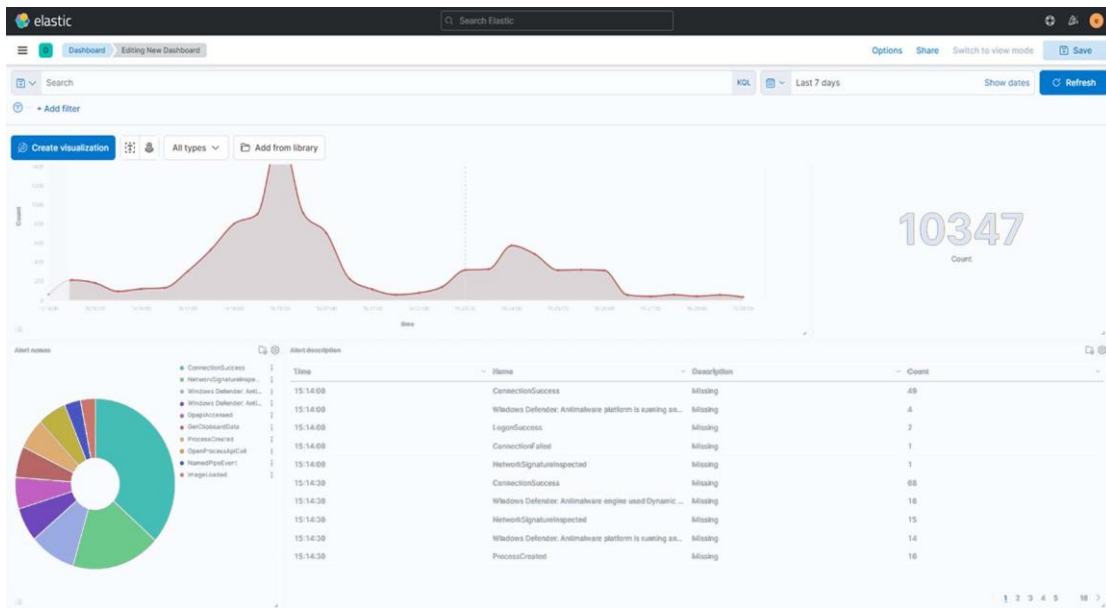 elastic
Search Elastic
D Dashboard Editing New Dashboard
Options Share Switch to view mode Save
Search KQL Last 7 days Show dates Refresh
+ Add filter
Create visualization All types Add from library
Count
200
0
time
10347
Count
Alert names
ConnectionSuccess
NetworkSignatureInspe...
Windows Defender: Anti...
Windows Defender: Anti...
GetClipboardData
ProcessCreated
OpenProcessApiCall
NamedPipeEvent
ImageLoaded
Alert description
Time Name Description Count
15:14:00 ConnectionSuccess Missing 49
15:14:00 Windows Defender: Antimalware platform is running an... Missing 4
15:14:00 LogonSuccess Missing 2
15:14:00 ConnectionFailed Missing 1
15:14:00 NetworkSignatureInspected Missing 1
15:14:30 ConnectionSuccess Missing 68
15:14:30 Windows Defender: Antimalware engine used Dynamic ... Missing 16
15:14:30 NetworkSignatureInspected Missing 15
15:14:30 Windows Defender: Antimalware platform is running an... Missing 14
15:14:30 ProcessCreated Missing 10
1 2 3 4 5 18